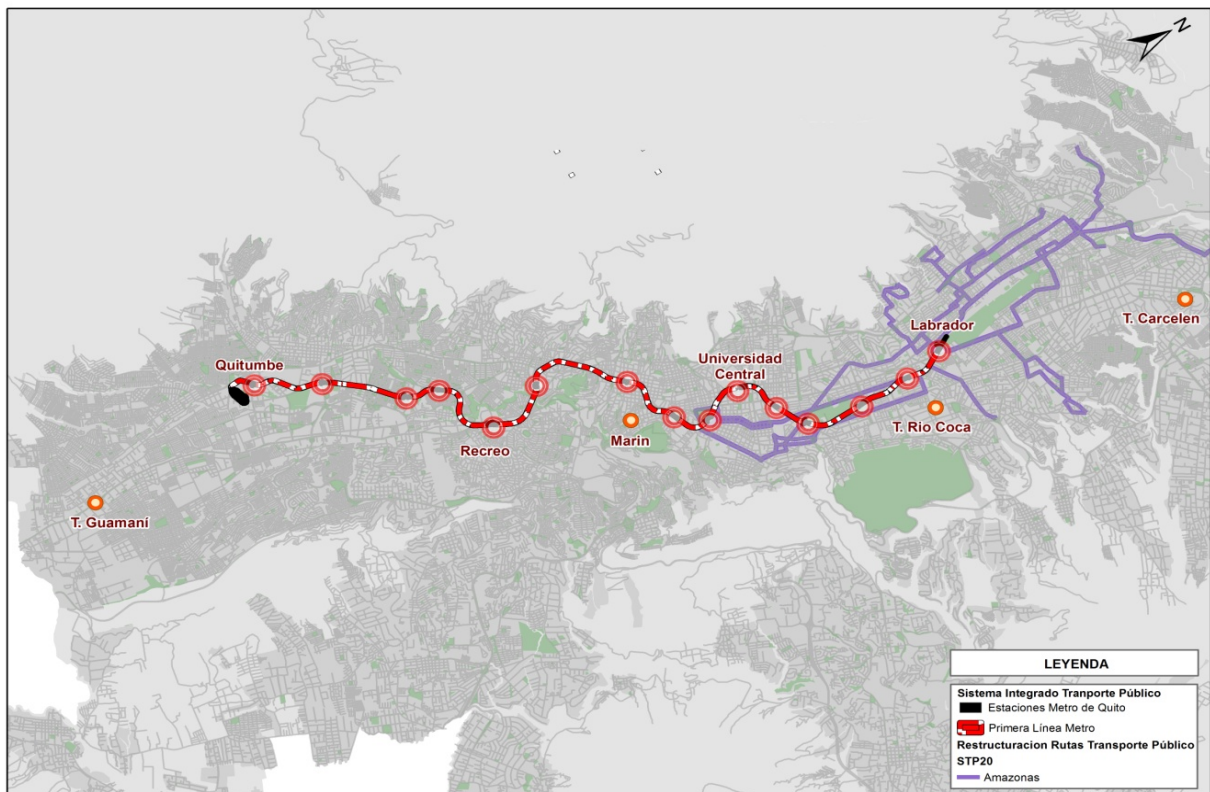 N
T. Carcelen
Labrador
Universidad
Central
Quitumbe
T. Rio Coca
Marin
Recreo
T. Guamaní
LEYENDA
Sistema Integrado Tranporte Público
Estaciones Metro de Quito
Primera Línea Metro
Restructuracion Rutas Transporte Público
STP20
Amazonas